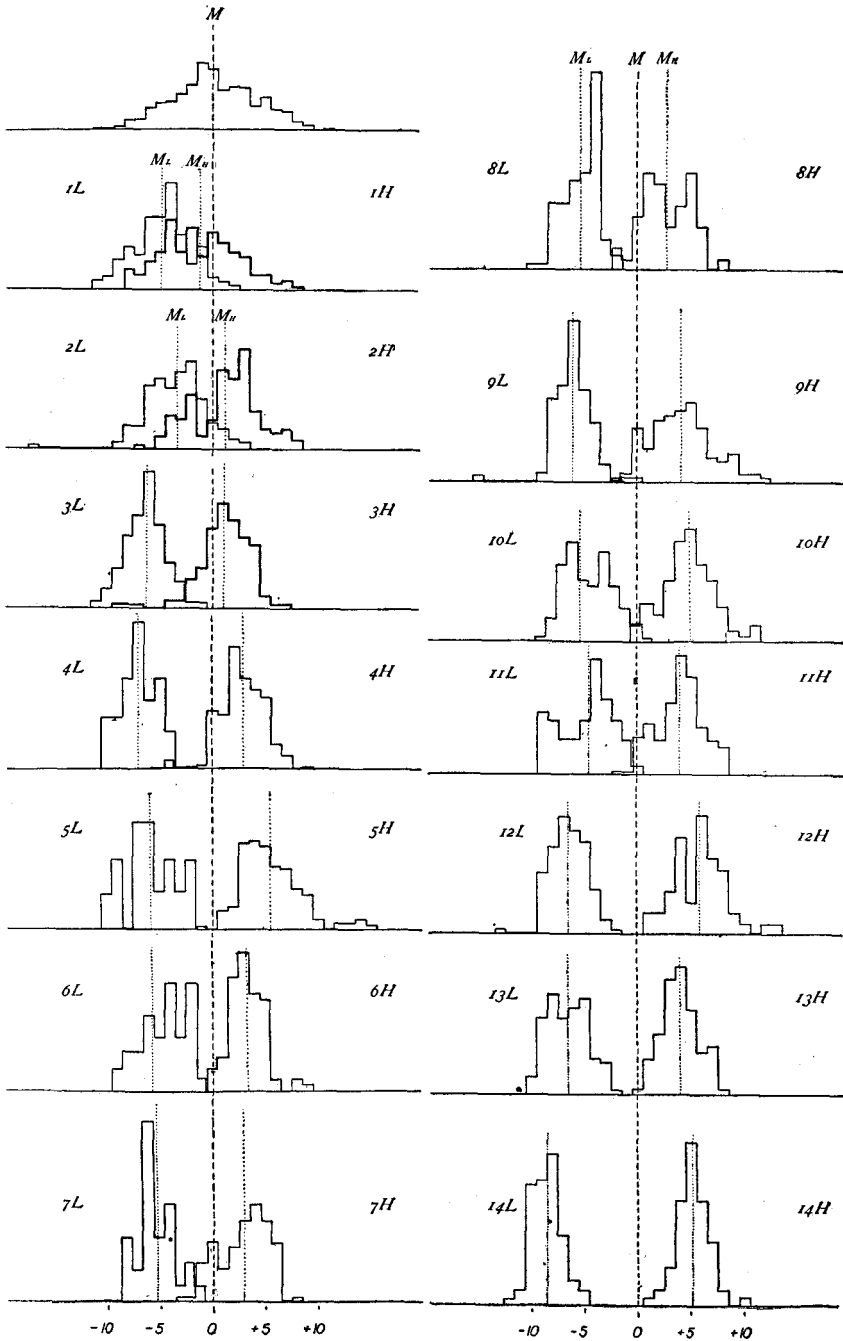 M
1L ML MH 1H
2L ML MH 2H
3L 3H
4L 4H
5L 5H
6L 6H
7L 7H
-10 -5 0 +5 +10
ML M MH
8L 8H
9L 9H
10L 10H
11L 11H
12L 12H
13L 13H
14L 14H
-10 -5 0 +5 +10